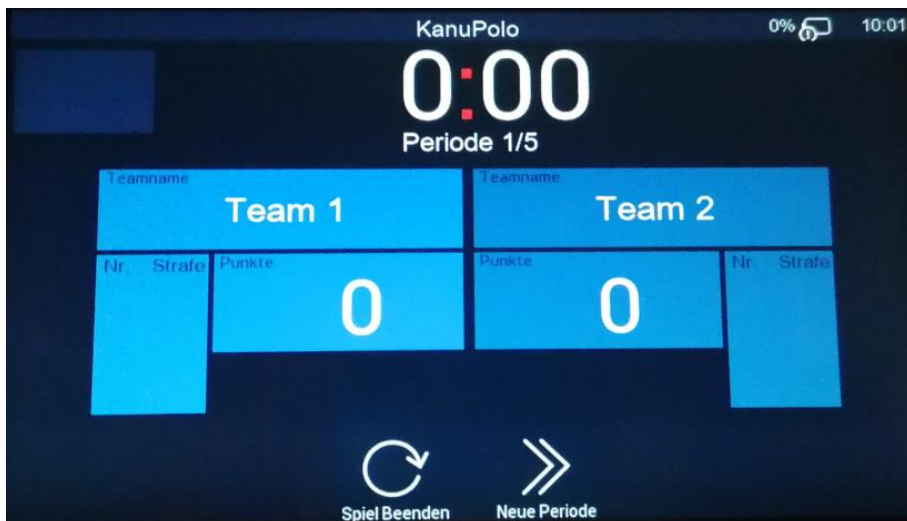 KanuPolo 0% 10:01
0:00
Periode 1/5
Teamname Teamname
Team 1 Team 2
Nr. Strafe Punkte Punkte Nr. Strafe
0 0
Spiel Beenden Neue Periode